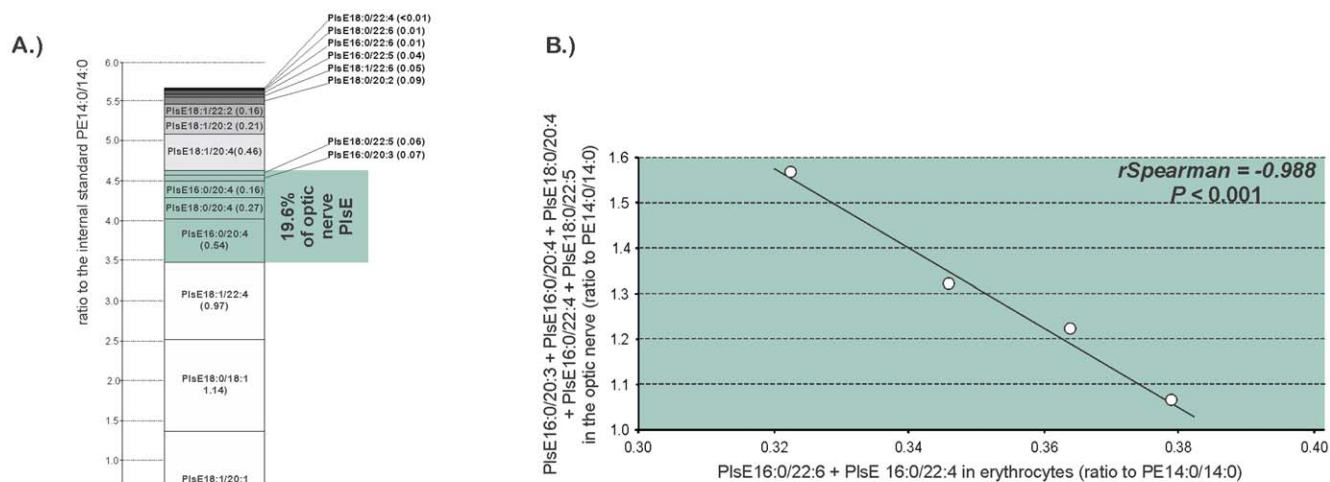 A.)
PlsE18:0/22:4 (<0.01)
PlsE18:0/22:6 (0.01)
PlsE16:0/22:6 (0.01)
PlsE16:0/22:5 (0.04)
PlsE18:1/22:6 (0.05)
PlsE18:0/20:2 (0.09)
ratio to the internal standard PE14:0/14:0
6.0
5.5
5.0
4.5
4.0
3.5
3.0
2.5
2.0
1.5
PlsE18:1/22:2 (0.16)
PlsE18:1/20:2 (0.21)
PlsE18:1/20:4(0.46)
PlsE18:0/22:5 (0.06)
PlsE16:0/20:3 (0.07)
PlsE16:0/20:4 (0.16)
PlsE18:0/20:4 (0.27)
PlsE16:0/20:4
(0.54)
19.6%
of optic
nerve
PlsE
PlsE18:1/22:4
(0.97)
PlsE18:0/18:1
1.14)
PlsE18:1/20:1
B.)
PlsE16:0/20:3 + PlsE16:0/20:4 + PlsE18:0/20:4
+ PlsE16:0/22:4 + PlsE18:0/22:5
in the optic nerve (ratio to PE14:0/14:0)
1.6
1.5
1.4
1.3
1.2
1.1
1.0
rSpearman = -0.988
P < 0.001
0.30
0.32
0.34
0.36
0.38
0.40
PlsE16:0/22:6 + PlsE 16:0/22:4 in erythrocytes (ratio to PE14:0/14:0)